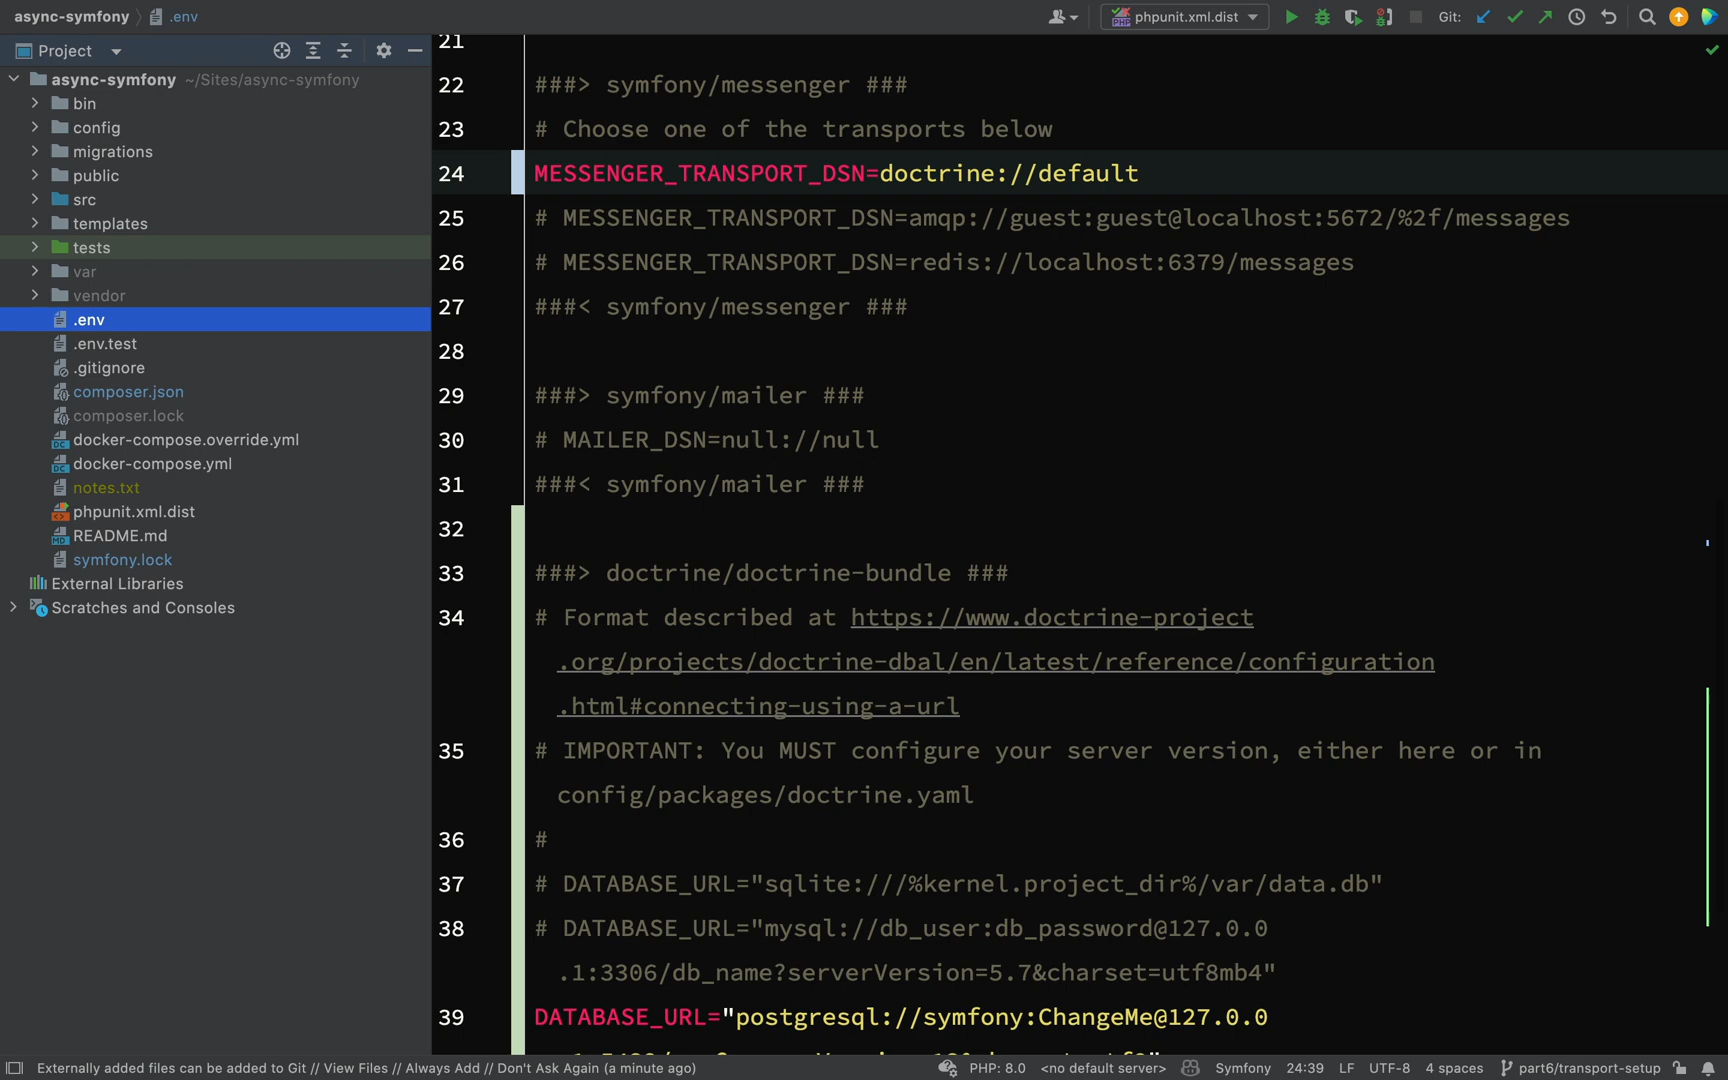 async-symfony
.env
phpunit.xml.dist
Git:
Project
async-symfony ~/Sites/async-symfony
bin
config
migrations
public
src
templates
tests
var
vendor
.env
.env.test
.gitignore
composer.json
composer.lock
docker-compose.override.yml
docker-compose.yml
notes.txt
phpunit.xml.dist
README.md
symfony.lock
External Libraries
Scratches and Consoles
21
22 ###> symfony/messenger ###
23 # Choose one of the transports below
24 MESSENGER_TRANSPORT_DSN=doctrine://default
25 # MESSENGER_TRANSPORT_DSN=amqp://guest:guest@localhost:5672/%2f/messages
26 # MESSENGER_TRANSPORT_DSN=redis://localhost:6379/messages
27 ###< symfony/messenger ###
28
29 ###> symfony/mailer ###
30 # MAILER_DSN=null://null
31 ###< symfony/mailer ###
32
33 ###> doctrine/doctrine-bundle ###
34 # Format described at https://www.doctrine-project
.org/projects/doctrine-dbal/en/latest/reference/configuration
.html#connecting-using-a-url
35 # IMPORTANT: You MUST configure your server version, either here or in
config/packages/doctrine.yaml
36 #
37 # DATABASE_URL="sqlite:///%kernel.project_dir%/var/data.db"
38 # DATABASE_URL="mysql://db_user:db_password@127.0.0
.1:3306/db_name?serverVersion=5.7&charset=utf8mb4"
39 DATABASE_URL="postgresql://symfony:ChangeMe@127.0.0
Externally added files can be added to Git // View Files // Always Add // Don't Ask Again (a minute ago)
PHP: 8.0 <no default server> Symfony 24:39 LF UTF-8 4 spaces part6/transport-setup